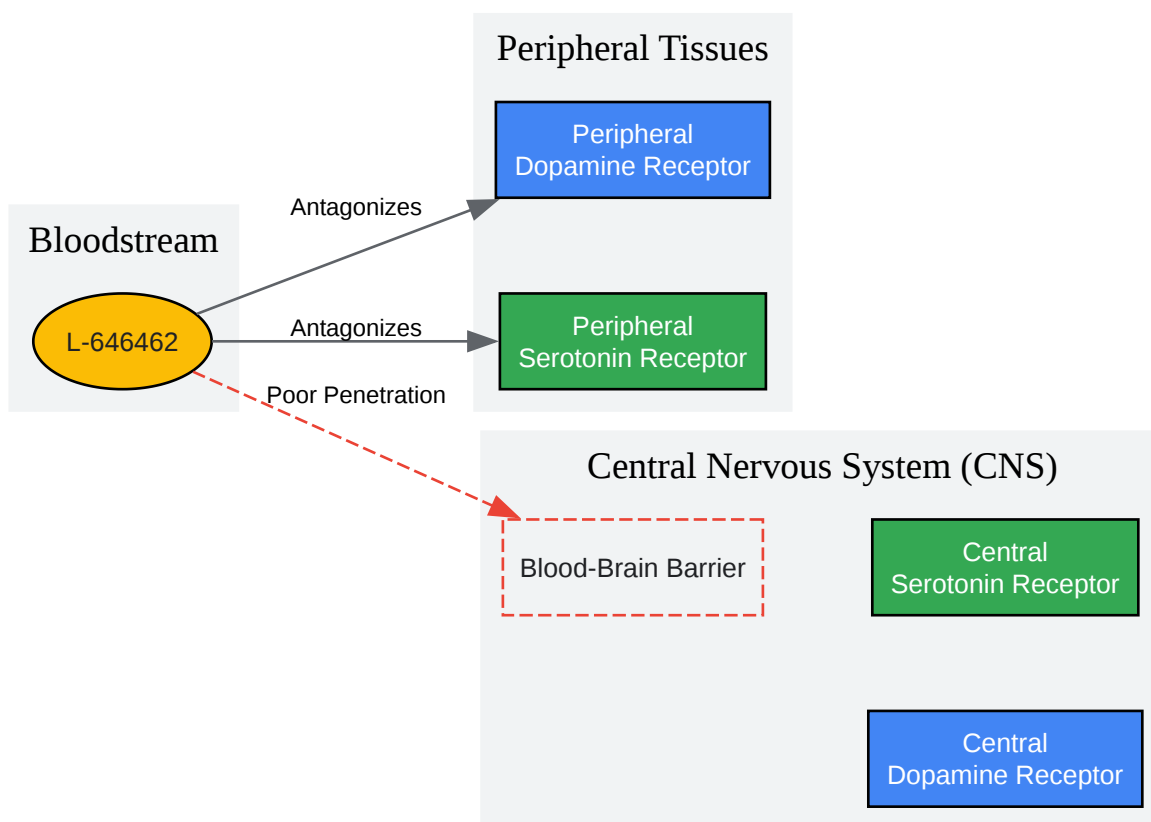 Peripheral Tissues
Peripheral
Dopamine Receptor
Antagonizes
Bloodstream
L-646462
Antagonizes
Peripheral
Serotonin Receptor
Poor Penetration
Central Nervous System (CNS)
Blood-Brain Barrier
Central
Serotonin Receptor
Central
Dopamine Receptor